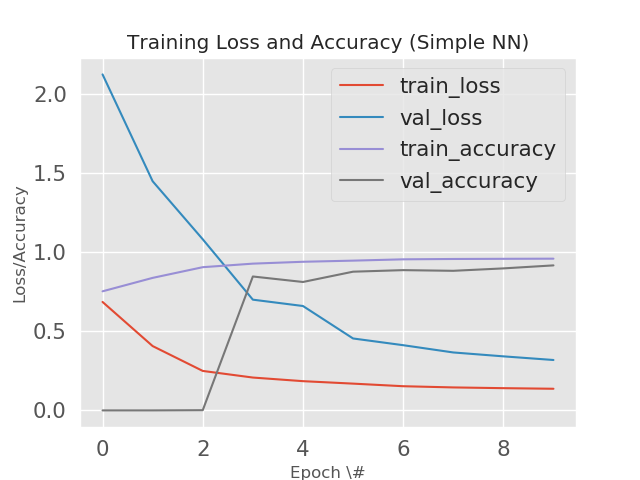 Training Loss and Accuracy (Simple NN)
train_loss
val_loss
train_accuracy
val_accuracy
Loss/Accuracy
2.0
1.5
1.0
0.5
0.0
0 2 4 6 8
Epoch \#